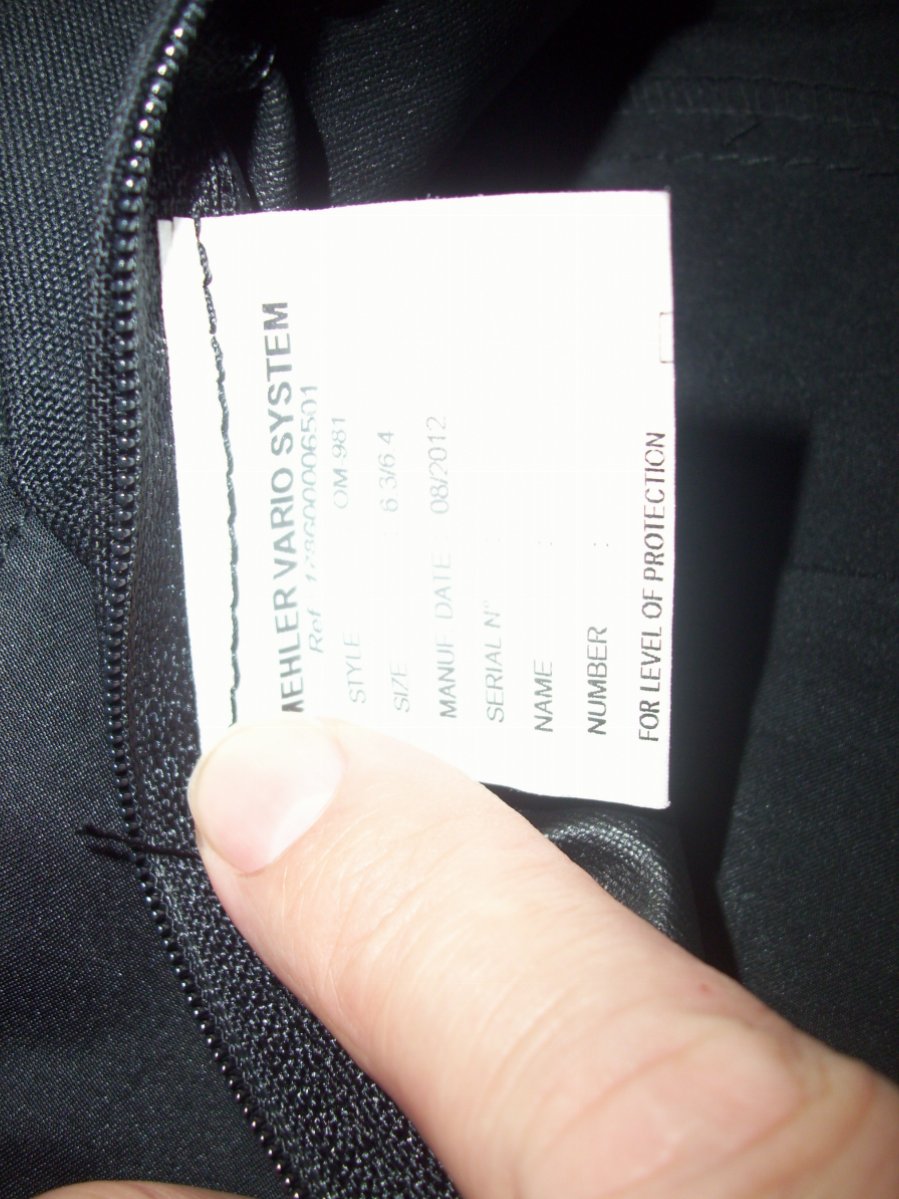 MEHLER VARIO SYSTEM
Ref :
STYLE OM-981
SIZE : 6 3/6.4
MANUF DATE : 08/2012
SERIAL N° :
NAME :
NUMBER :
FOR LEVEL OF PROTECTION